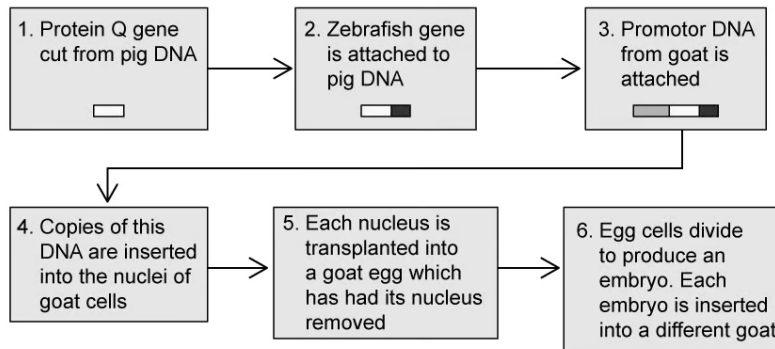 1. Protein Q gene
cut from pig DNA
2. Zebrafish gene
is attached to
pig DNA
3. Promotor DNA
from goat is
attached
4. Copies of this
DNA are inserted
into the nuclei of
goat cells
5. Each nucleus is
transplanted into
a goat egg which
has had its nucleus
removed
6. Egg cells divide
to produce an
embryo. Each
embryo is inserted
into a different goat